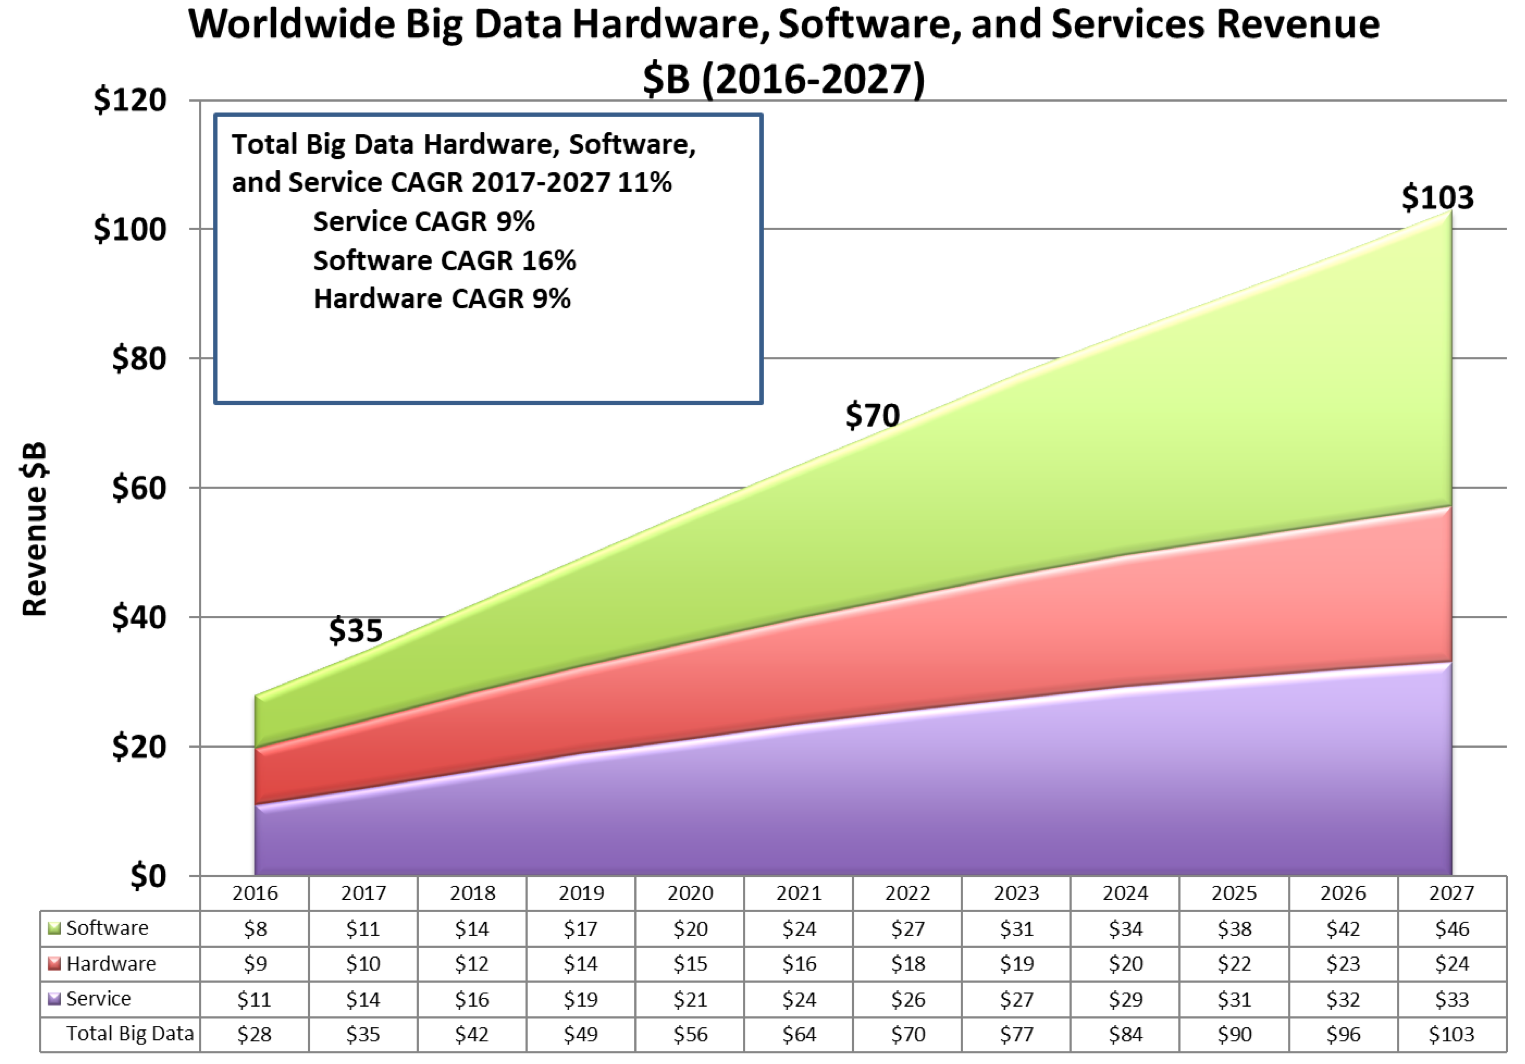 Worldwide Big Data Hardware, Software, and Services Revenue
$B (2016-2027)
$120
$100
$80
$60
$40
$20
$0
Revenue $B
Total Big Data Hardware, Software,
and Service CAGR 2017-2027 11%
Service CAGR 9%
Software CAGR 16%
Hardware CAGR 9%
$103
$70
$35
2016 2017 2018 2019 2020 2021 2022 2023 2024 2025 2026 2027
Software $8 $11 $14 $17 $20 $24 $27 $31 $34 $38 $42 $46
Hardware $9 $10 $12 $14 $15 $16 $18 $19 $20 $22 $23 $24
Service $11 $14 $16 $19 $21 $24 $26 $27 $29 $31 $32 $33
Total Big Data $28 $35 $42 $49 $56 $64 $70 $77 $84 $90 $96 $103